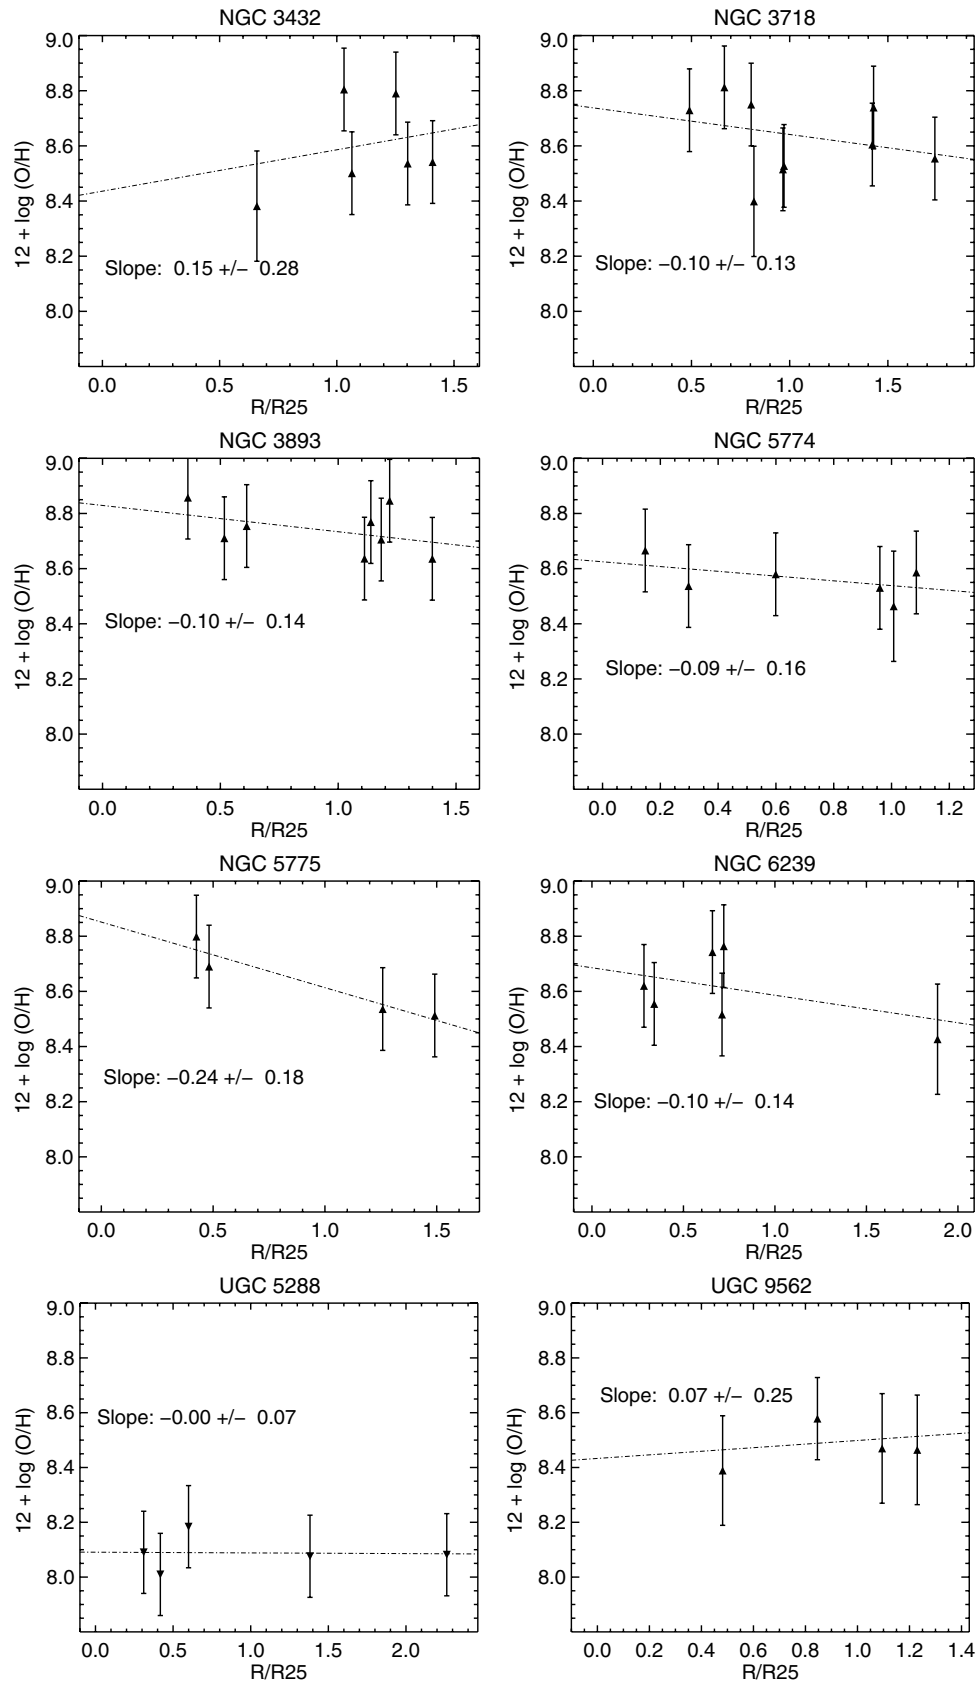 NGC 3432
9.0
8.8
8.6
8.4
8.2
8.0
12 + log (O/H)
Slope:  0.15 +/−  0.28
0.0 0.5 1.0 1.5
R/R25
NGC 3718
9.0
8.8
8.6
8.4
8.2
8.0
12 + log (O/H)
Slope: −0.10 +/−  0.13
0.0 0.5 1.0 1.5
R/R25
NGC 3893
9.0
8.8
8.6
8.4
8.2
8.0
12 + log (O/H)
Slope: −0.10 +/−  0.14
0.0 0.5 1.0 1.5
R/R25
NGC 5774
9.0
8.8
8.6
8.4
8.2
8.0
12 + log (O/H)
Slope: −0.09 +/−  0.16
0.0 0.2 0.4 0.6 0.8 1.0 1.2
R/R25
NGC 5775
9.0
8.8
8.6
8.4
8.2
8.0
12 + log (O/H)
Slope: −0.24 +/−  0.18
0.0 0.5 1.0 1.5
R/R25
NGC 6239
9.0
8.8
8.6
8.4
8.2
8.0
12 + log (O/H)
Slope: −0.10 +/−  0.14
0.0 0.5 1.0 1.5 2.0
R/R25
UGC 5288
9.0
8.8
8.6
8.4
8.2
8.0
12 + log (O/H)
Slope: −0.00 +/−  0.07
0.0 0.5 1.0 1.5 2.0
R/R25
UGC 9562
9.0
8.8
8.6
8.4
8.2
8.0
12 + log (O/H)
Slope:  0.07 +/−  0.25
0.0 0.2 0.4 0.6 0.8 1.0 1.2 1.4
R/R25